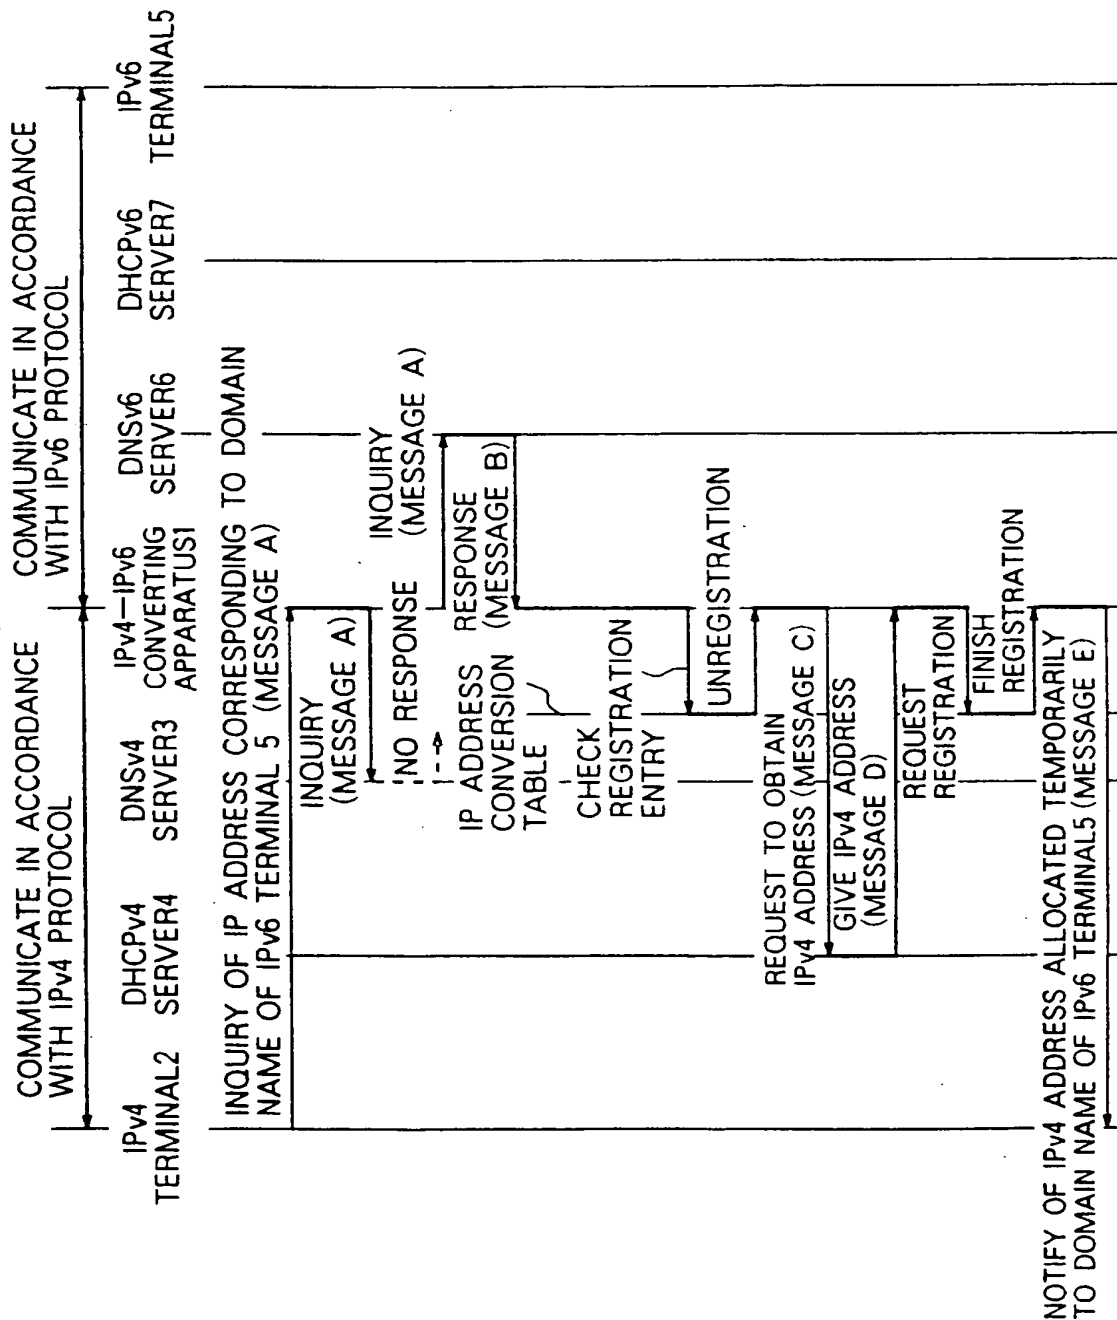 COMMUNICATE IN ACCORDANCE
WITH IPv4 PROTOCOL
COMMUNICATE IN ACCORDANCE
WITH IPv6 PROTOCOL
IPv4
TERMINAL2
DHCPv4
SERVER4
DNSv4
SERVER3
IPv4-IPv6
CONVERTING
APPARATUS1
DNSv6
SERVER6
DHCPv6
SERVER7
IPv6
TERMINAL5
INQUIRY OF IP ADDRESS CORRESPONDING TO DOMAIN
NAME OF IPv6 TERMINAL 5 (MESSAGE A)
INQUIRY
(MESSAGE A)
NO RESPONSE
INQUIRY
(MESSAGE A)
RESPONSE
(MESSAGE B)
IP ADDRESS
CONVERSION
TABLE
CHECK
REGISTRATION
ENTRY
UNREGISTRATION
REQUEST TO OBTAIN
IPv4 ADDRESS (MESSAGE C)
GIVE IPv4 ADDRESS
(MESSAGE D)
REQUEST
REGISTRATION
FINISH
REGISTRATION
NOTIFY OF IPv4 ADDRESS ALLOCATED TEMPORARILY
TO DOMAIN NAME OF IPv6 TERMINAL5 (MESSAGE E)